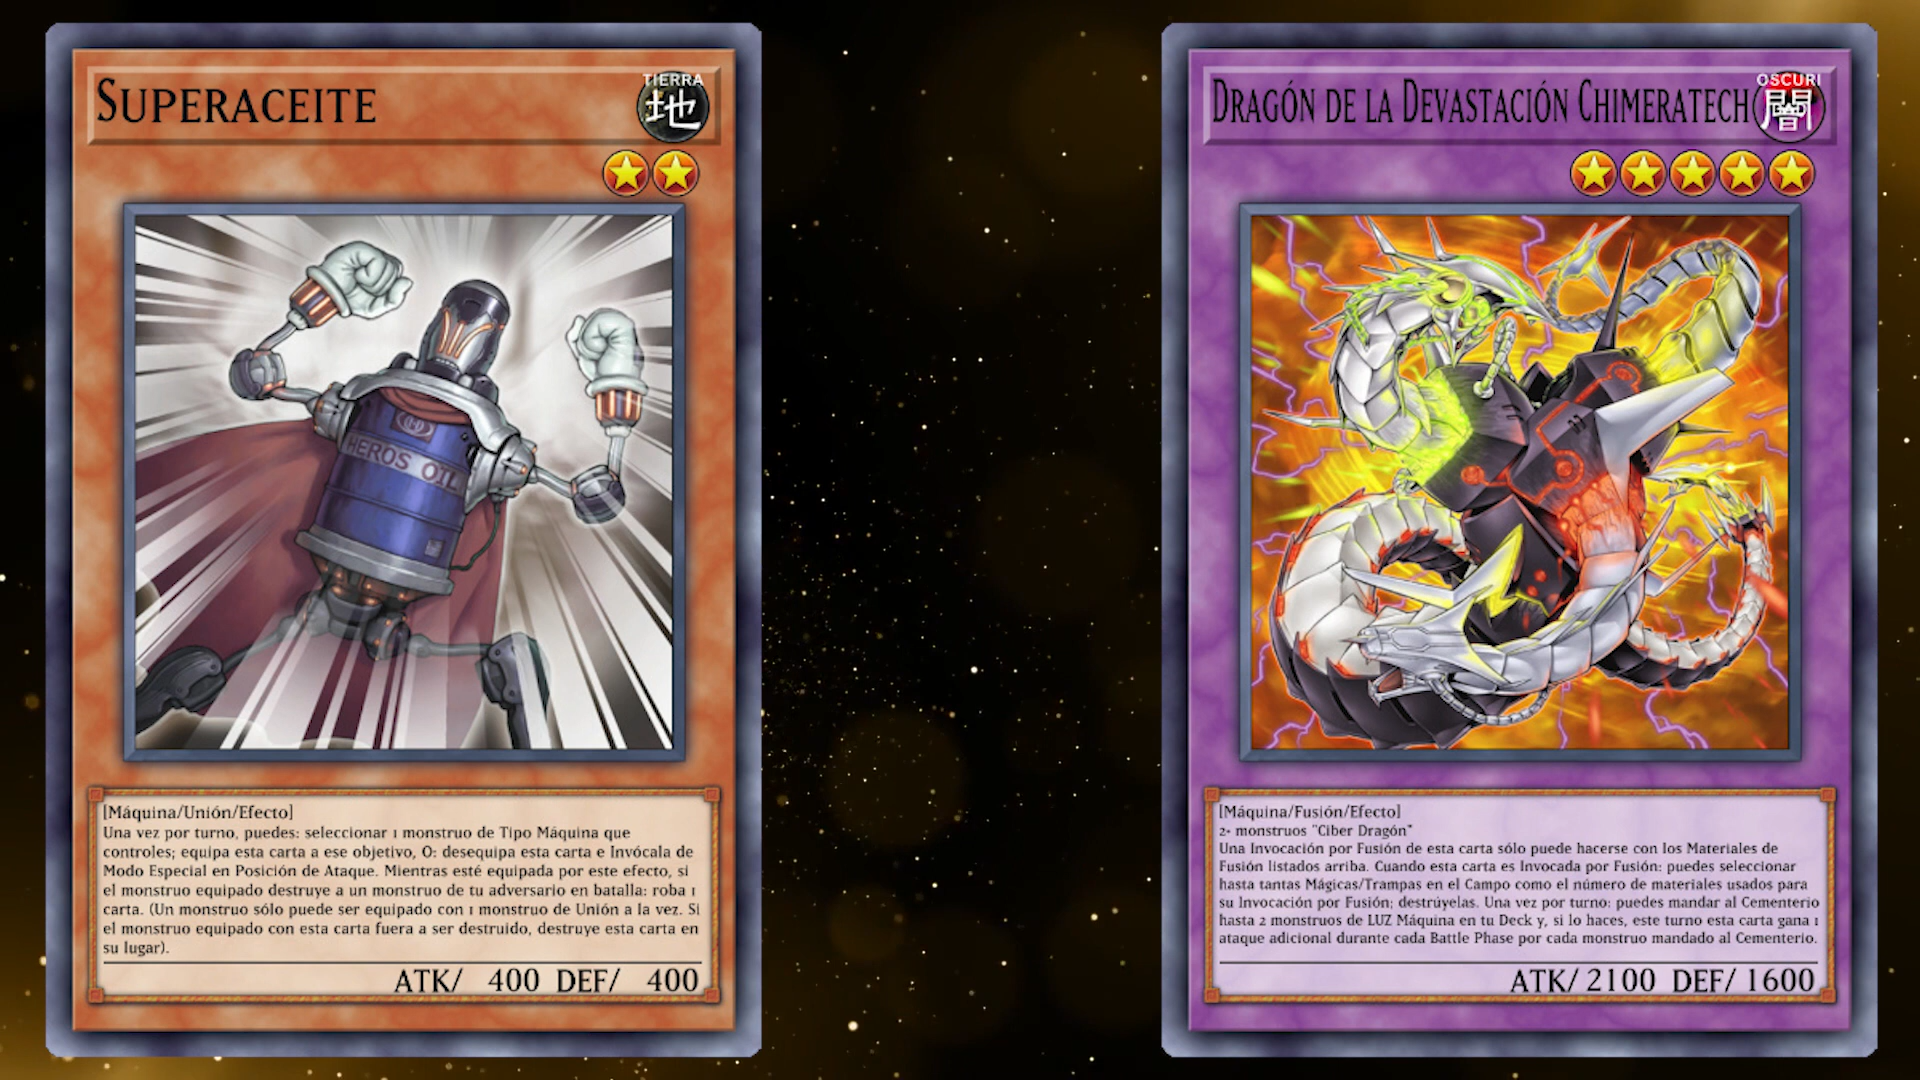 SUPERACEITE
TIERRA
地
HEROS OIL
[Máquina/Unión/Efecto]
Una vez por turno, puedes: seleccionar 1 monstruo de Tipo Máquina que
controles; equipa esta carta a ese objetivo, O: desequipa esta carta e Invócala de
Modo Especial en Posición de Ataque. Mientras esté equipada por este efecto, si
el monstruo equipado destruye a un monstruo de tu adversario en batalla: roba 1
carta. (Un monstruo sólo puede ser equipado con 1 monstruo de Unión a la vez. Si
el monstruo equipado con esta carta fuera a ser destruido, destruye esta carta en
su lugar).
ATK/ 400 DEF/ 400
DRAGÓN DE LA DEVASTACIÓN CHIMERATECH
OSCURI
DAD
闇
[Máquina/Fusión/Efecto]
2+ monstruos "Ciber Dragón"
Una Invocación por Fusión de esta carta sólo puede hacerse con los Materiales de
Fusión listados arriba. Cuando esta carta es Invocada por Fusión: puedes seleccionar
hasta tantas Mágicas/Trampas en el Campo como el número de materiales usados para
su Invocación por Fusión; destrúyelas. Una vez por turno: puedes mandar al Cementerio
hasta 2 monstruos de LUZ Máquina en tu Deck y, si lo haces, este turno esta carta gana 1
ataque adicional durante cada Battle Phase por cada monstruo mandado al Cementerio.
ATK/ 2100 DEF/ 1600